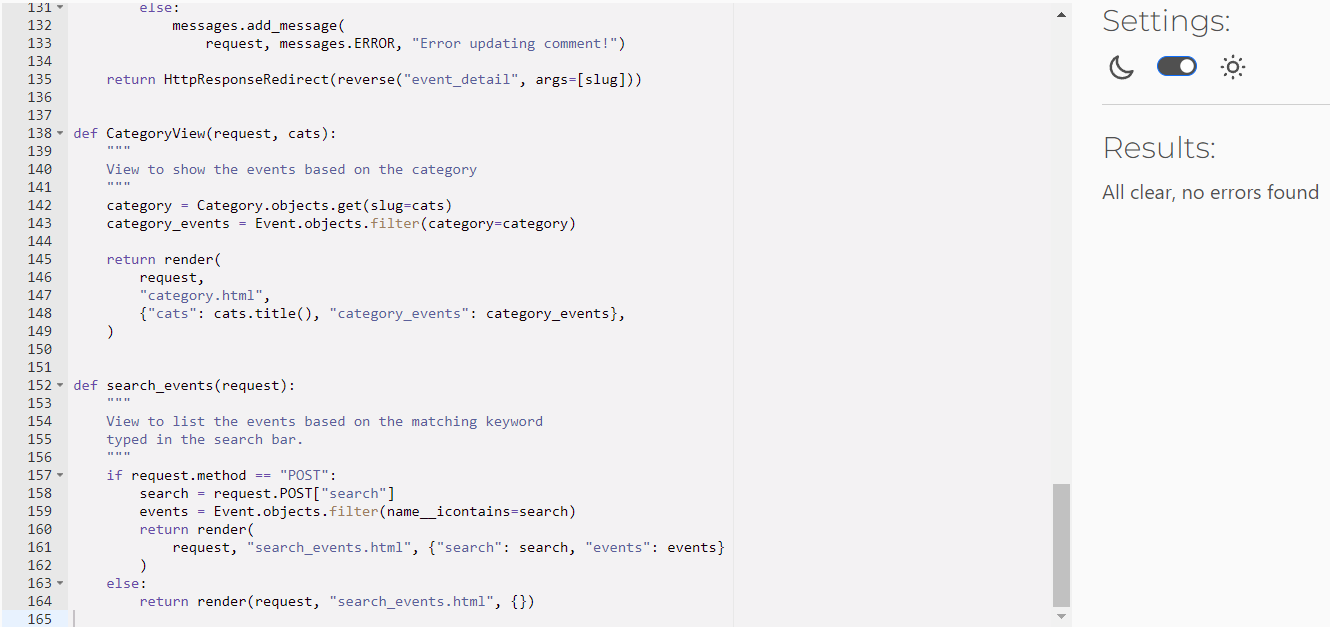 131 else:
132 messages.add_message(
133 request, messages.ERROR, "Error updating comment!")
134
135 return HttpResponseRedirect(reverse("event_detail", args=[slug]))
136
137
138 def CategoryView(request, cats):
139 """
140 View to show the events based on the category
141 """
142 category = Category.objects.get(slug=cats)
143 category_events = Event.objects.filter(category=category)
144
145 return render(
146 request,
147 "category.html",
148 {"cats": cats.title(), "category_events": category_events},
149 )
150
151
152 def search_events(request):
153 """
154 View to list the events based on the matching keyword
155 typed in the search bar.
156 """
157 if request.method == "POST":
158 search = request.POST["search"]
159 events = Event.objects.filter(name__icontains=search)
160 return render(
161 request, "search_events.html", {"search": search, "events": events}
162 )
163 else:
164 return render(request, "search_events.html", {})
165
Settings:
Results:
All clear, no errors found